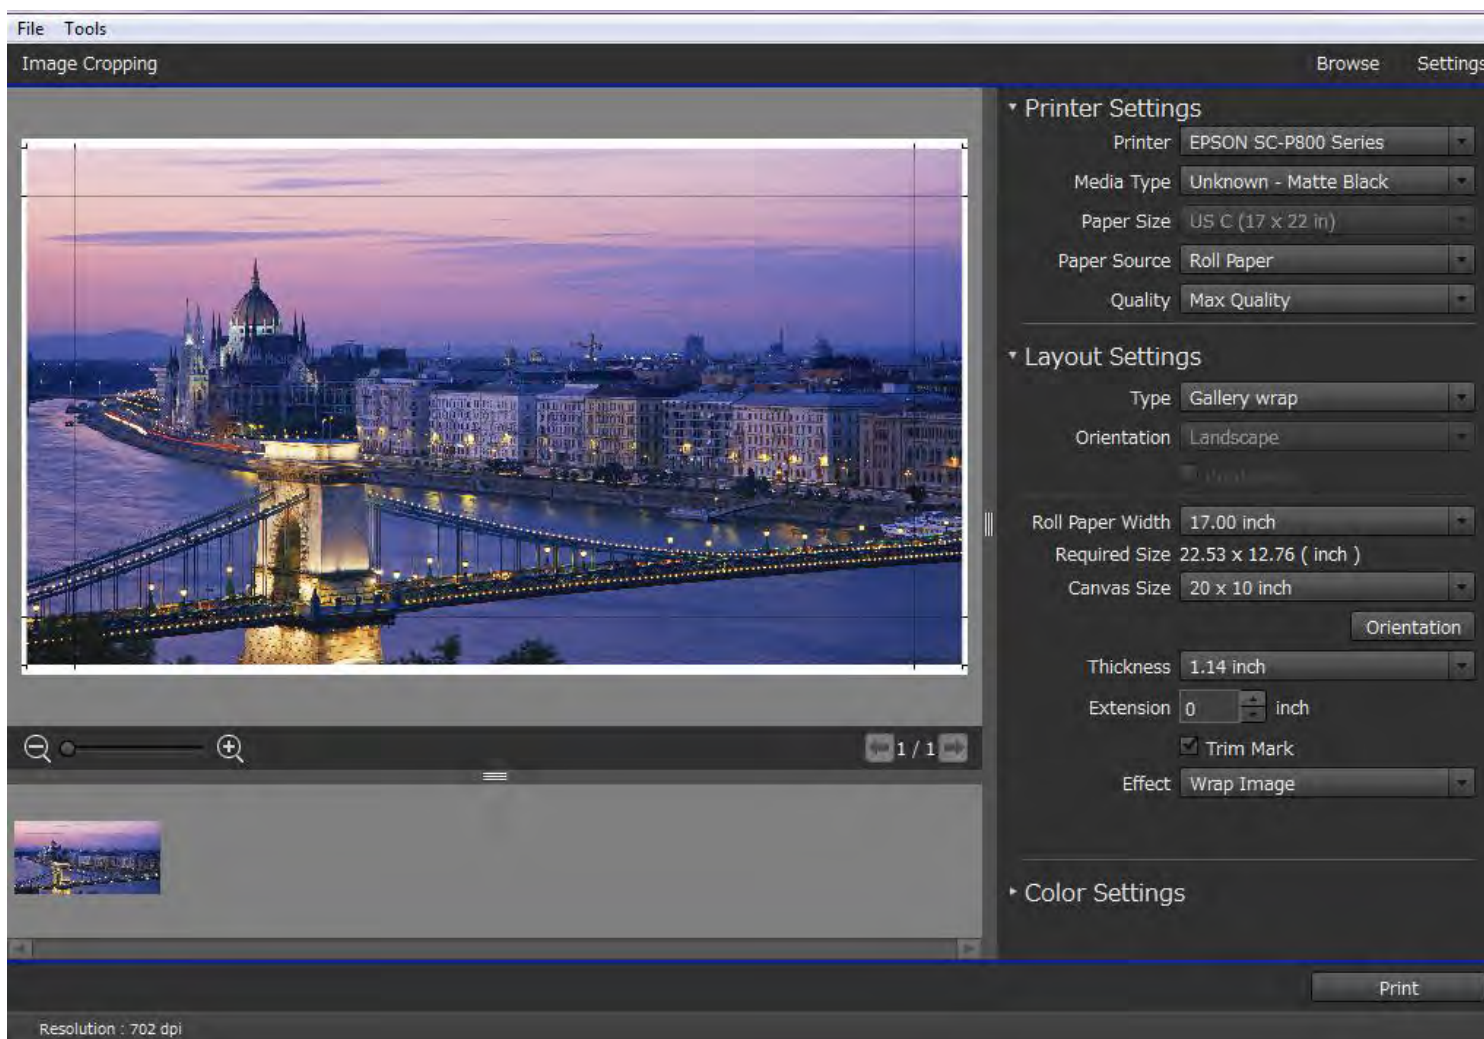 File Tools
Image Cropping Browse Settings
Printer Settings
Printer EPSON SC-P800 Series
Media Type Unknown - Matte Black
Paper Size US C (17 x 22 in)
Paper Source Roll Paper
Quality Max Quality
Layout Settings
Type Gallery wrap
Orientation Landscape
Roll Paper Width 17.00 inch
Required Size 22.53 x 12.76 ( inch )
Canvas Size 20 x 10 inch
Orientation
Thickness 1.14 inch
Extension 0 inch
1 / 1
Trim Mark
Effect Wrap Image
Color Settings
Print
Resolution : 702 dpi